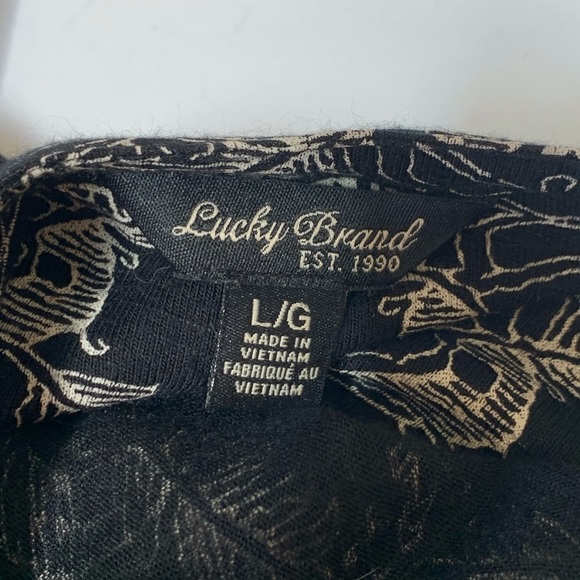 Lucky Brand
EST. 1990
L/G
MADE IN
VIETNAM
FABRIQUÉ AU
VIETNAM